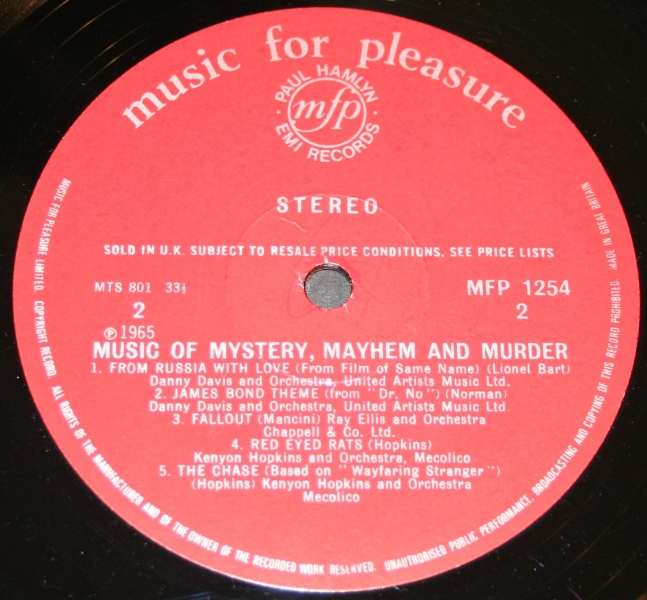 music for pleasure
PAUL HAMLYN
mfp
EMI RECORDS
STEREO
SOLD IN U.K. SUBJECT TO RESALE PRICE CONDITIONS, SEE PRICE LISTS
MTS 801 33⅓
MFP 1254
2
2
℗ 1965
MUSIC OF MYSTERY, MAYHEM AND MURDER
1. FROM RUSSIA WITH LOVE (From Film of Same Name) (Lionel Bart)
Danny Davis and Orchestra, United Artists Music Ltd.
2. JAMES BOND THEME (from "Dr. No") (Norman)
Danny Davis and Orchestra, United Artists Music Ltd
3. FALLOUT (Mancini) Ray Ellis and Orchestra
Chappell & Co. Ltd.
4. RED EYED RATS (Hopkins)
Kenyon Hopkins and Orchestra, Mecolico
5. THE CHASE (Based on "Wayfaring Stranger")
(Hopkins) Kenyon Hopkins and Orchestra
Mecolico
MUSIC FOR PLEASURE LIMITED. COPYRIGHT RECORD. ALL RIGHTS OF THE MANUFACTURER AND OF THE OWNER OF THE RECORDED WORK RESERVED. UNAUTHORISED PUBLIC PERFORMANCE, BROADCASTING AND COPYING OF THIS RECORD PROHIBITED. MADE IN GREAT BRITAIN